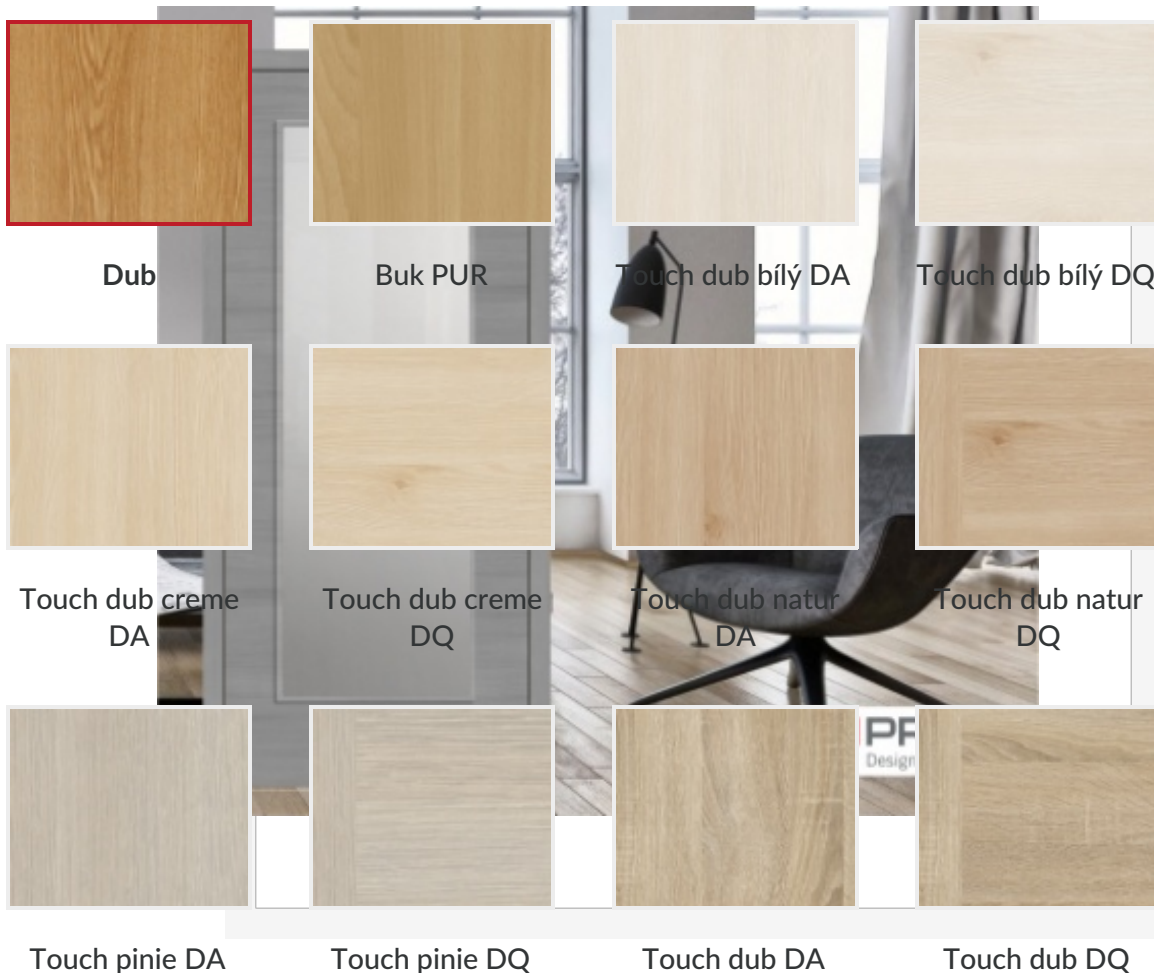 Dub
Buk PUR
Touch dub bílý DA
Touch dub bílý DQ
Touch dub creme
DA
Touch dub creme
DQ
Touch dub natur
DA
Touch dub natur
DQ
PR
Design
Touch pinie DA
Touch pinie DQ
Touch dub DA
Touch dub DQ